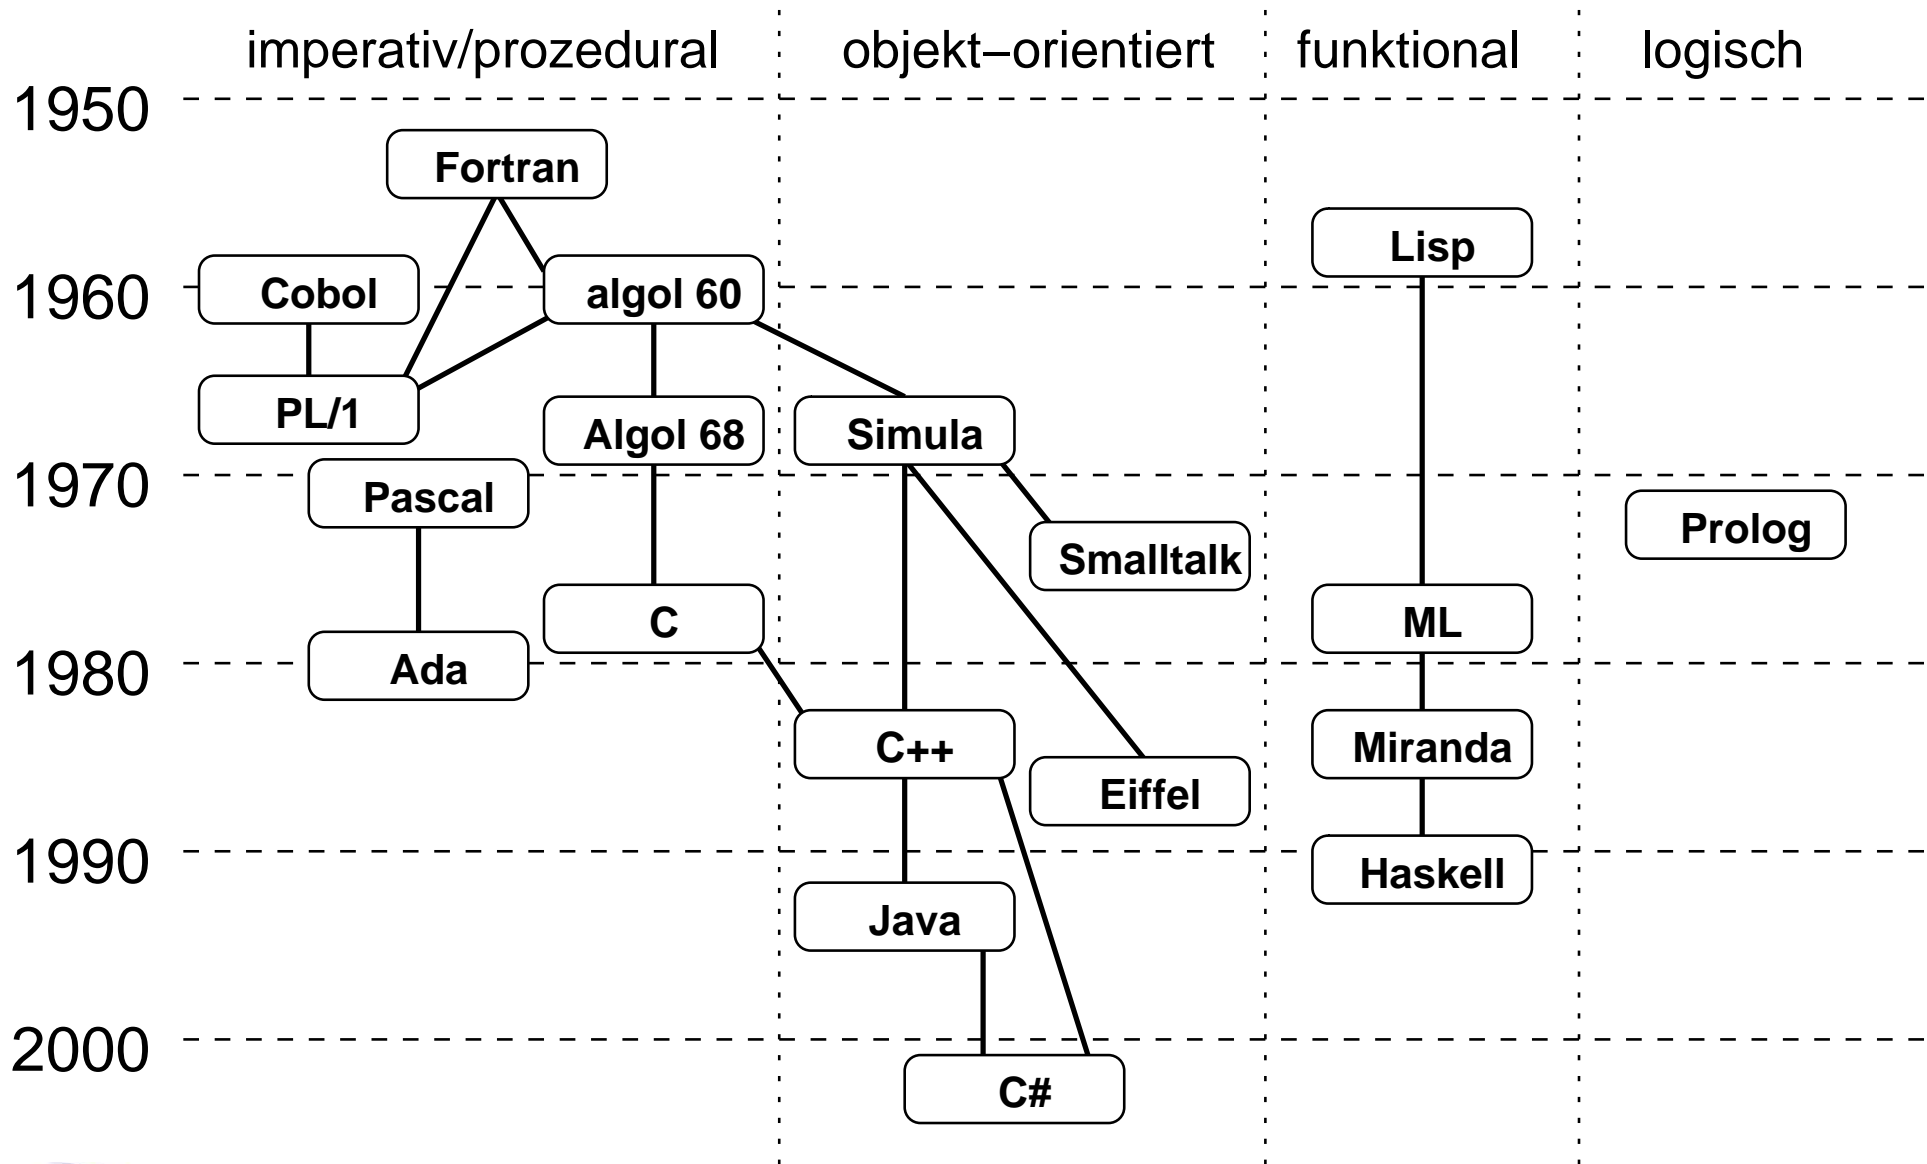 imperativ/prozedural objekt–orientiert funktional logisch
1950
Fortran
Lisp
1960 Cobol algol 60
PL/1 Algol 68 Simula
1970 Pascal
Prolog
Smalltalk
C ML
1980 Ada
C++ Miranda
Eiffel
1990 Haskell
Java
2000
C#